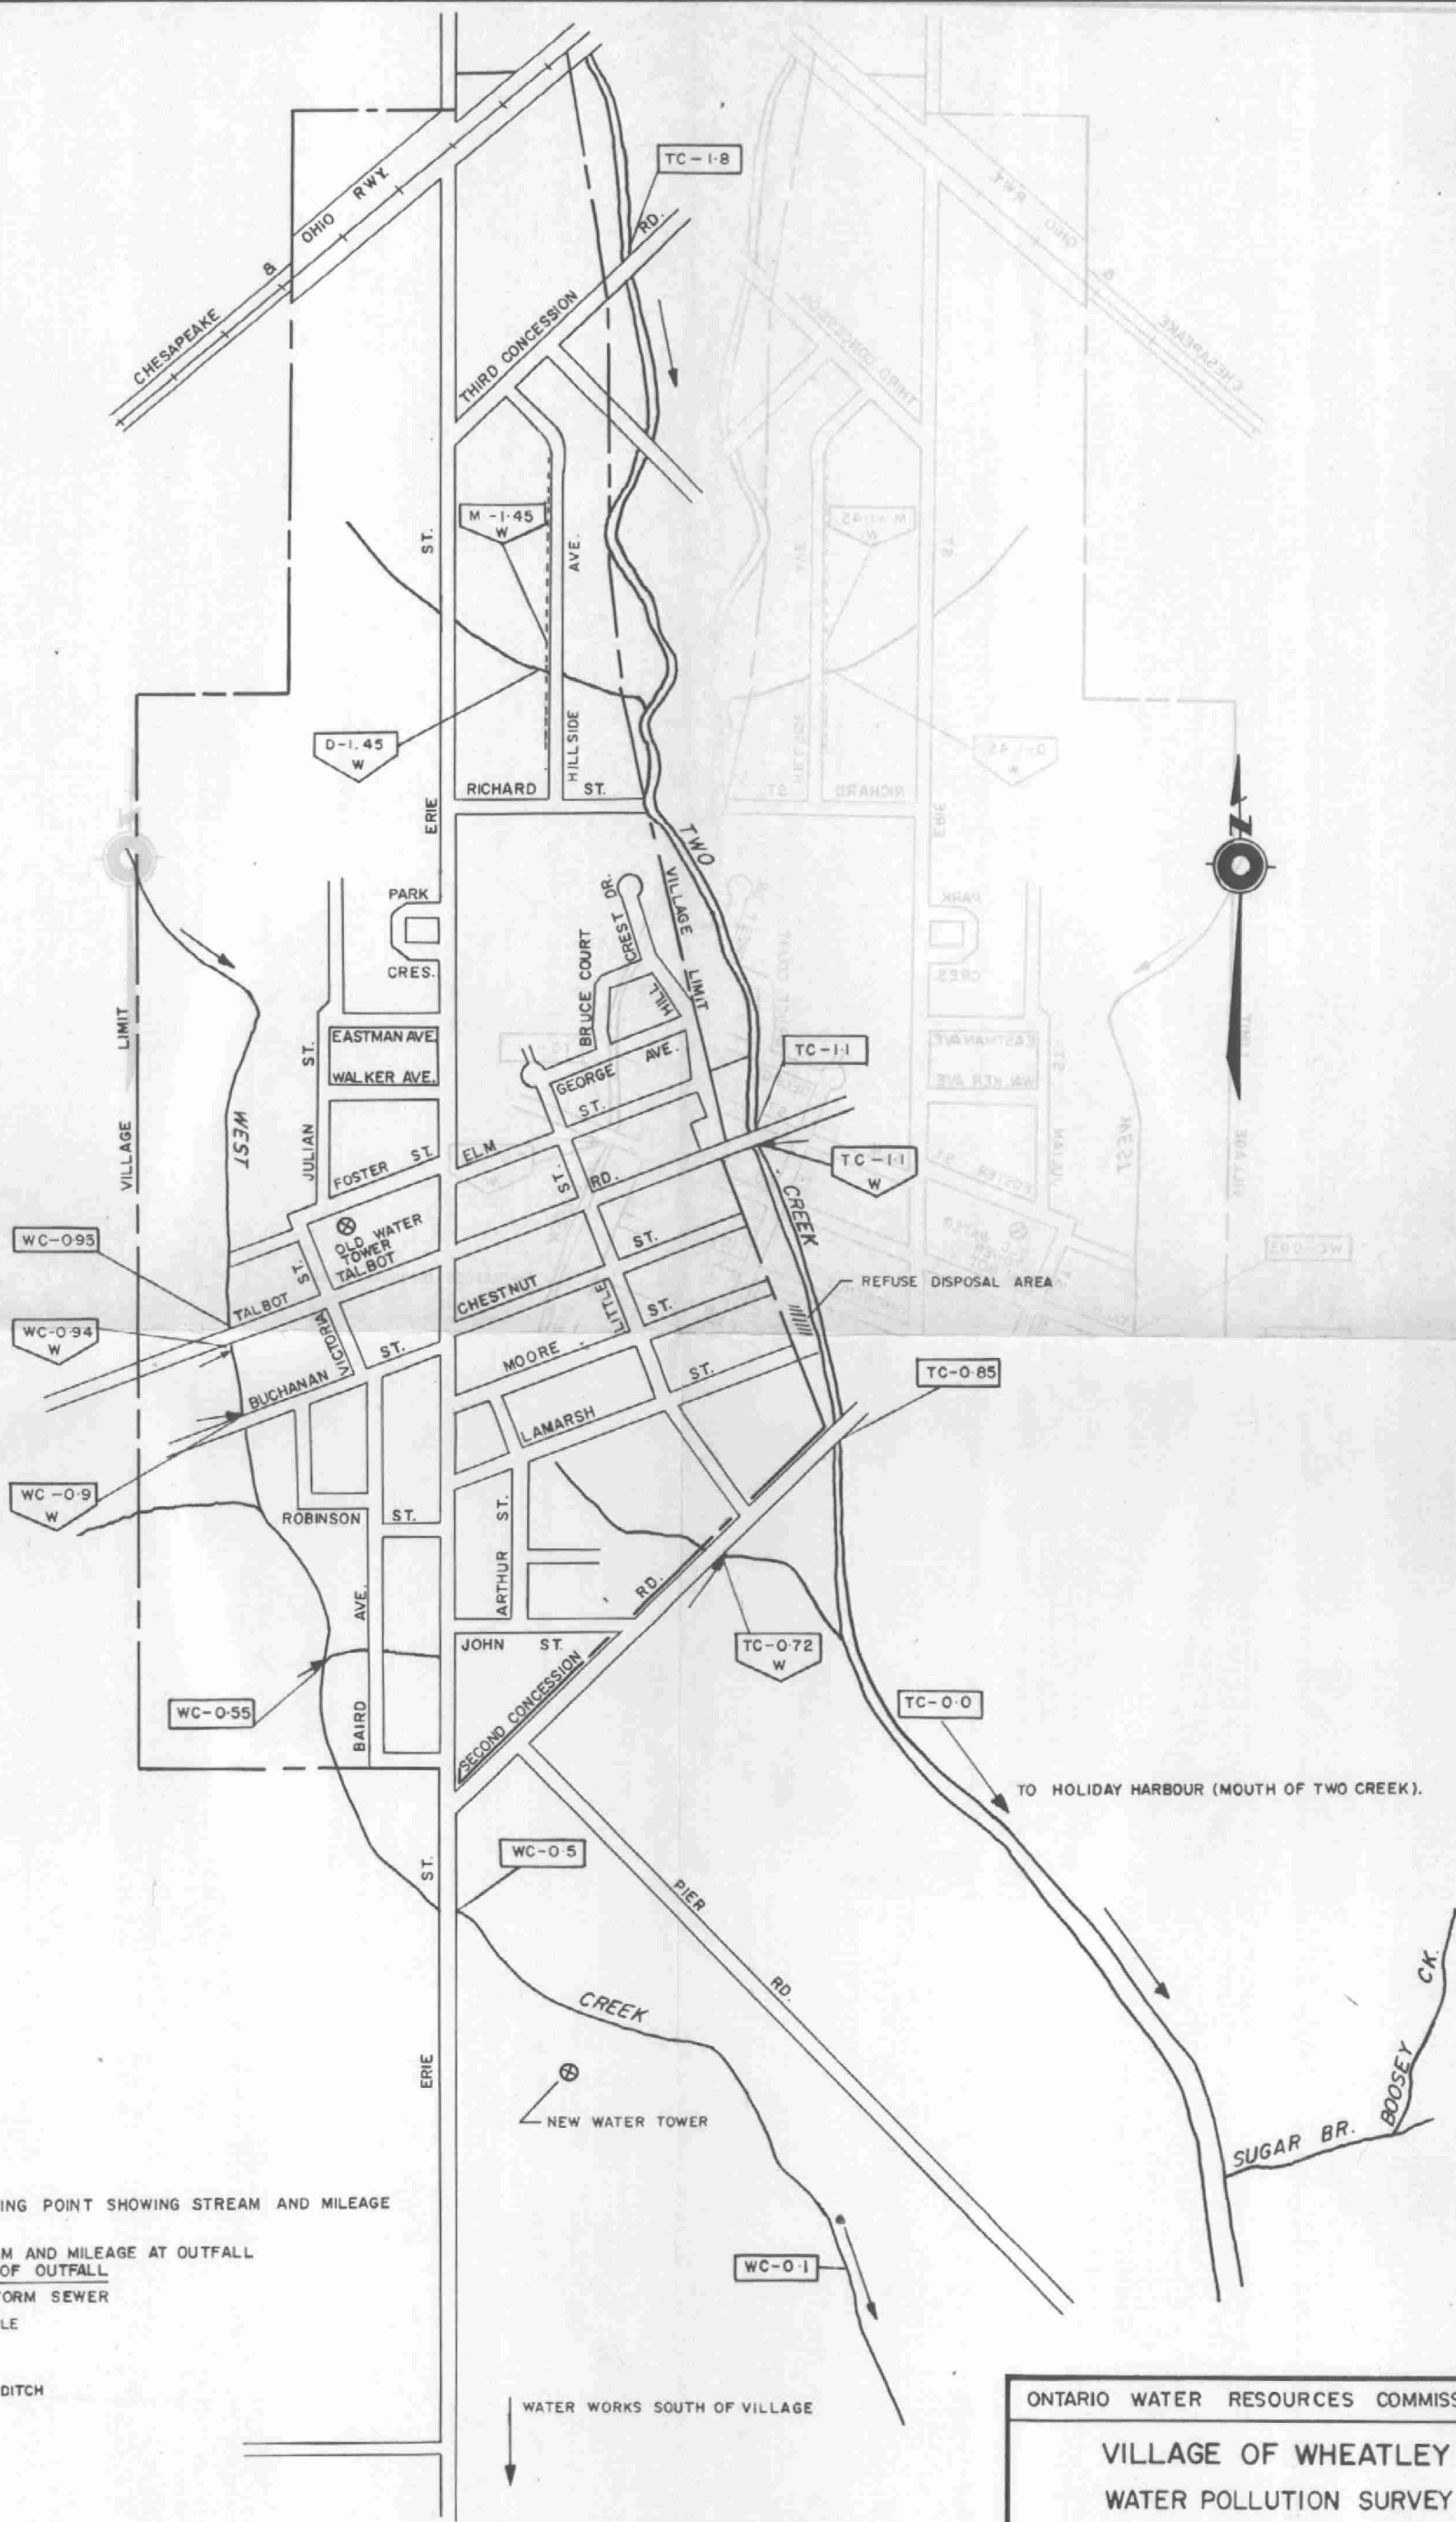 TC-1·8
CHESAPEAKE & OHIO RWY.
THIRD CONCESSION RD.
M-1·45
W
ST.
AVE.
D-1.45
W
HILLSIDE
RICHARD ST.
ERIE
TWO
PARK
CRES.
CREST DR.
VILLAGE LIMIT
BRUCE COURT
HILL
VILLAGE LIMIT
EASTMAN AVE.
WALKER AVE.
JULIAN ST.
WEST
GEORGE AVE.
TC-1·1
ELM ST.
FOSTER ST.
ST.
RD.
TC-1·1
W
CREEK
WC-0·95
OLD WATER
TOWER
TALBOT
ST.
TALBOT
CHESTNUT ST.
REFUSE DISPOSAL AREA
WC-0·94
W
LITTLE
VICTORIA
BUCHANAN ST.
MOORE ST.
LAMARSH ST.
TC-0·85
WC-0·9
W
ROBINSON ST.
ARTHUR ST.
RD.
BAIRD AVE.
JOHN ST.
SECOND CONCESSION
TC-0·72
W
WC-0·55
TC-0·0
TO HOLIDAY HARBOUR (MOUTH OF TWO CREEK).
WC-0·5
ST.
PIER RD.
CREEK
ERIE
NEW WATER TOWER
BOOSEY CK.
SUGAR BR.
WC-0·1
ING POINT SHOWING STREAM AND MILEAGE
M AND MILEAGE AT OUTFALL
OF OUTFALL
ORM SEWER
LE
DITCH
WATER WORKS SOUTH OF VILLAGE
ONTARIO WATER RESOURCES COMMISS
VILLAGE OF WHEATLEY
WATER POLLUTION SURVEY